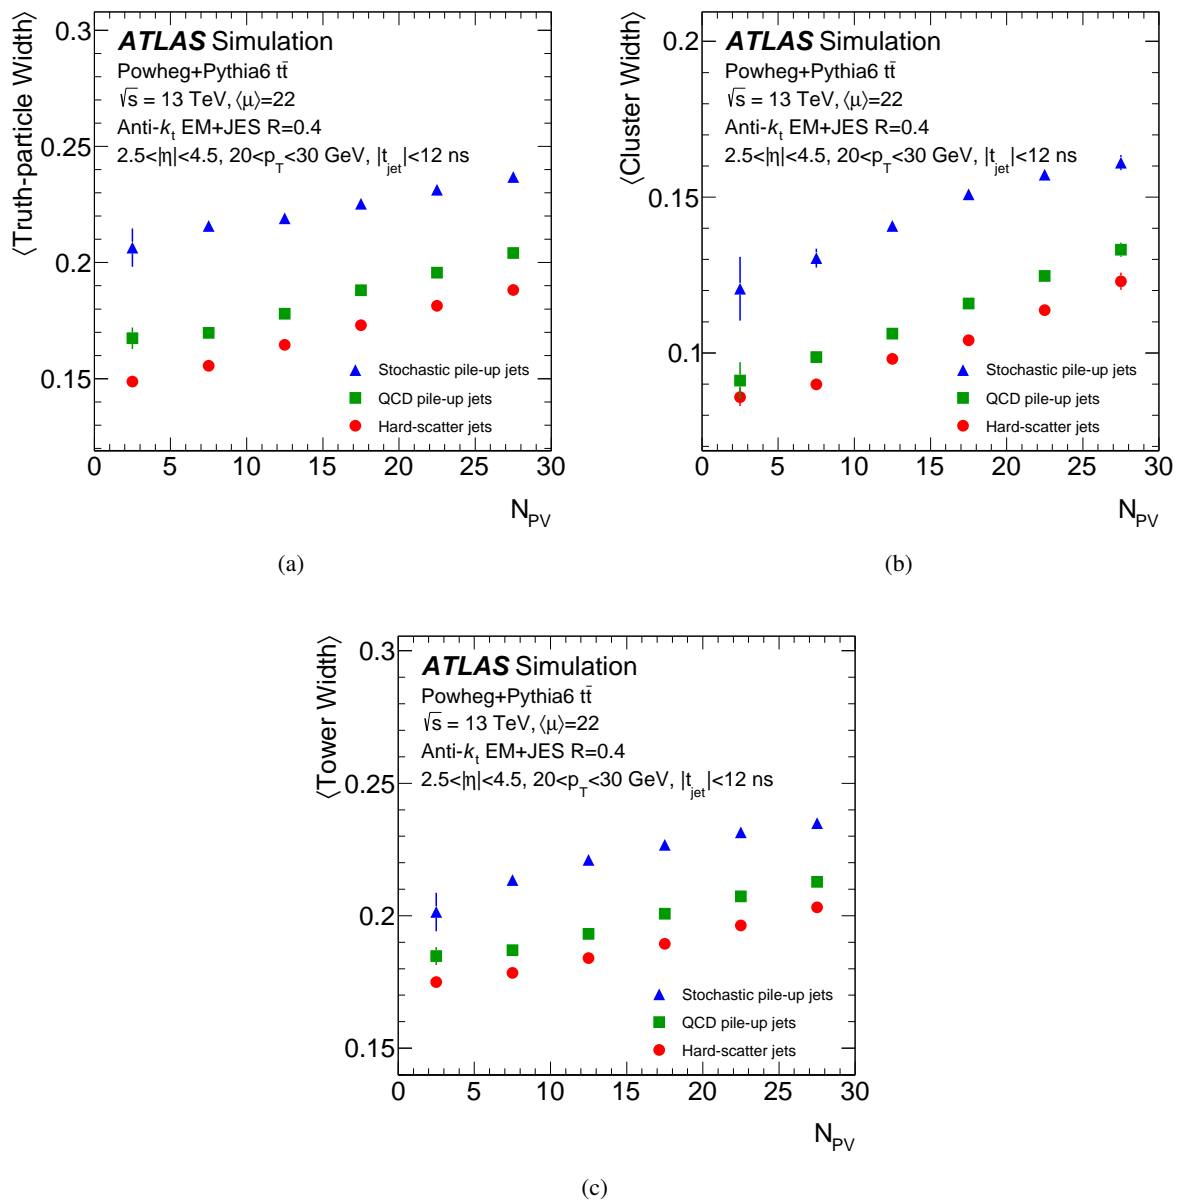 ⟨Truth-particle Width⟩
0.3
0.25
0.2
0.15
ATLAS Simulation
Powheg+Pythia6 tt̄
√s = 13 TeV, ⟨μ⟩=22
Anti-kt EM+JES R=0.4
2.5<|η|<4.5, 20<pT<30 GeV, |tjet|<12 ns
Stochastic pile-up jets
QCD pile-up jets
Hard-scatter jets
0 5 10 15 20 25 30
NPV
(a)
⟨Cluster Width⟩
0.2
0.15
0.1
ATLAS Simulation
Powheg+Pythia6 tt̄
√s = 13 TeV, ⟨μ⟩=22
Anti-kt EM+JES R=0.4
2.5<|η|<4.5, 20<pT<30 GeV, |tjet|<12 ns
Stochastic pile-up jets
QCD pile-up jets
Hard-scatter jets
0 5 10 15 20 25 30
NPV
(b)
⟨Tower Width⟩
0.3
0.25
0.2
0.15
ATLAS Simulation
Powheg+Pythia6 tt̄
√s = 13 TeV, ⟨μ⟩=22
Anti-kt EM+JES R=0.4
2.5<|η|<4.5, 20<pT<30 GeV, |tjet|<12 ns
Stochastic pile-up jets
QCD pile-up jets
Hard-scatter jets
0 5 10 15 20 25 30
NPV
(c)